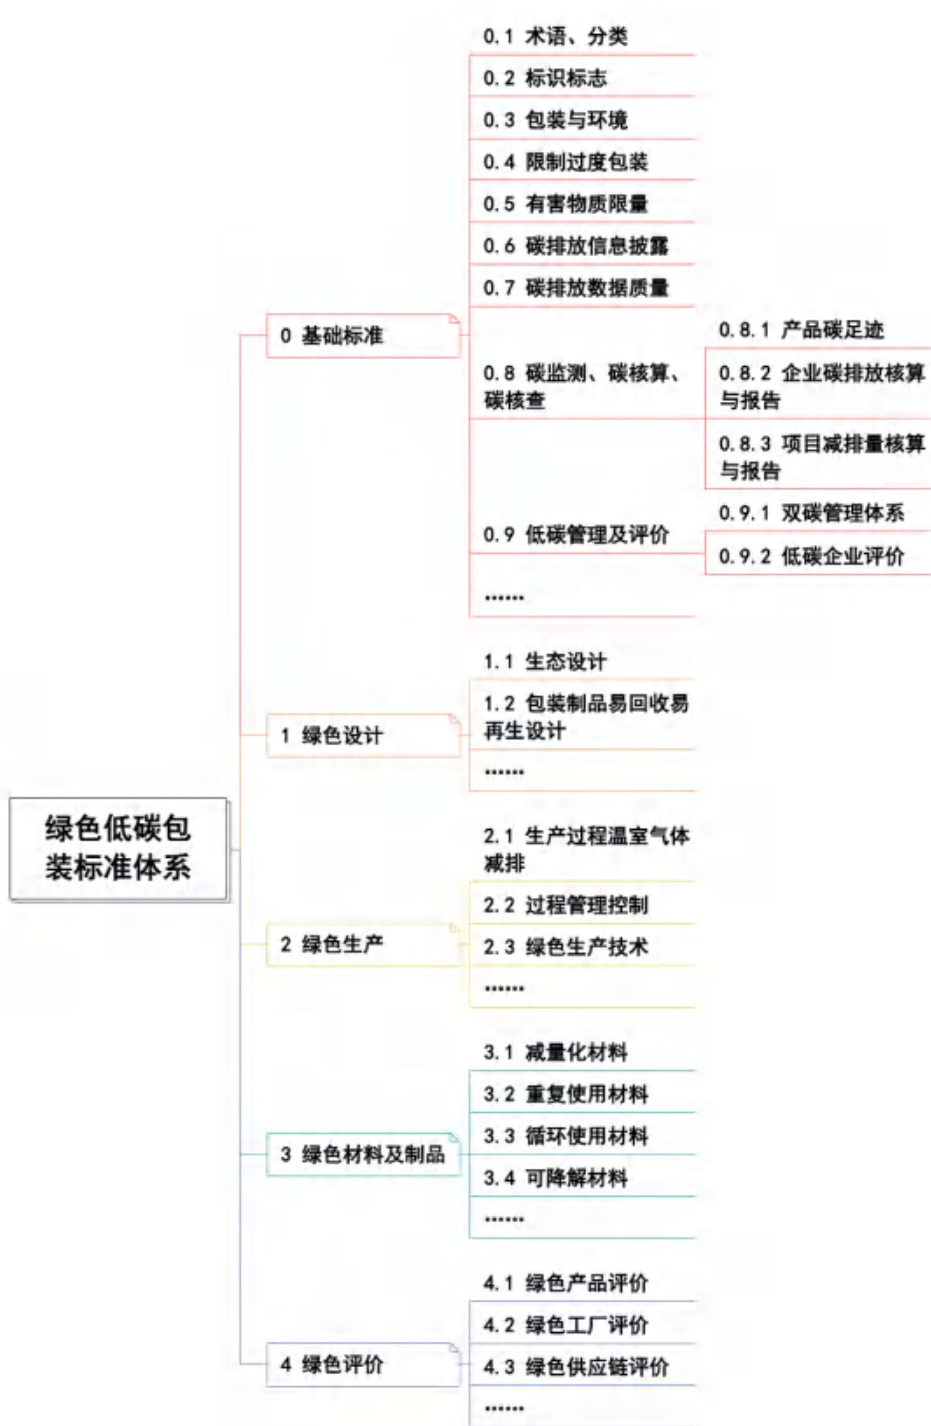 绿色低碳包
装标准体系
0 基础标准
0.1 术语、分类
0.2 标识标志
0.3 包装与环境
0.4 限制过度包装
0.5 有害物质限量
0.6 碳排放信息披露
0.7 碳排放数据质量
0.8 碳监测、碳核算、
碳核查
0.8.1 产品碳足迹
0.8.2 企业碳排放核算
与报告
0.8.3 项目减排量核算
与报告
0.9 低碳管理及评价
0.9.1 双碳管理体系
0.9.2 低碳企业评价
……
1 绿色设计
1.1 生态设计
1.2 包装制品易回收易
再生设计
……
2 绿色生产
2.1 生产过程温室气体
减排
2.2 过程管理控制
2.3 绿色生产技术
……
3 绿色材料及制品
3.1 减量化材料
3.2 重复使用材料
3.3 循环使用材料
3.4 可降解材料
……
4 绿色评价
4.1 绿色产品评价
4.2 绿色工厂评价
4.3 绿色供应链评价
……